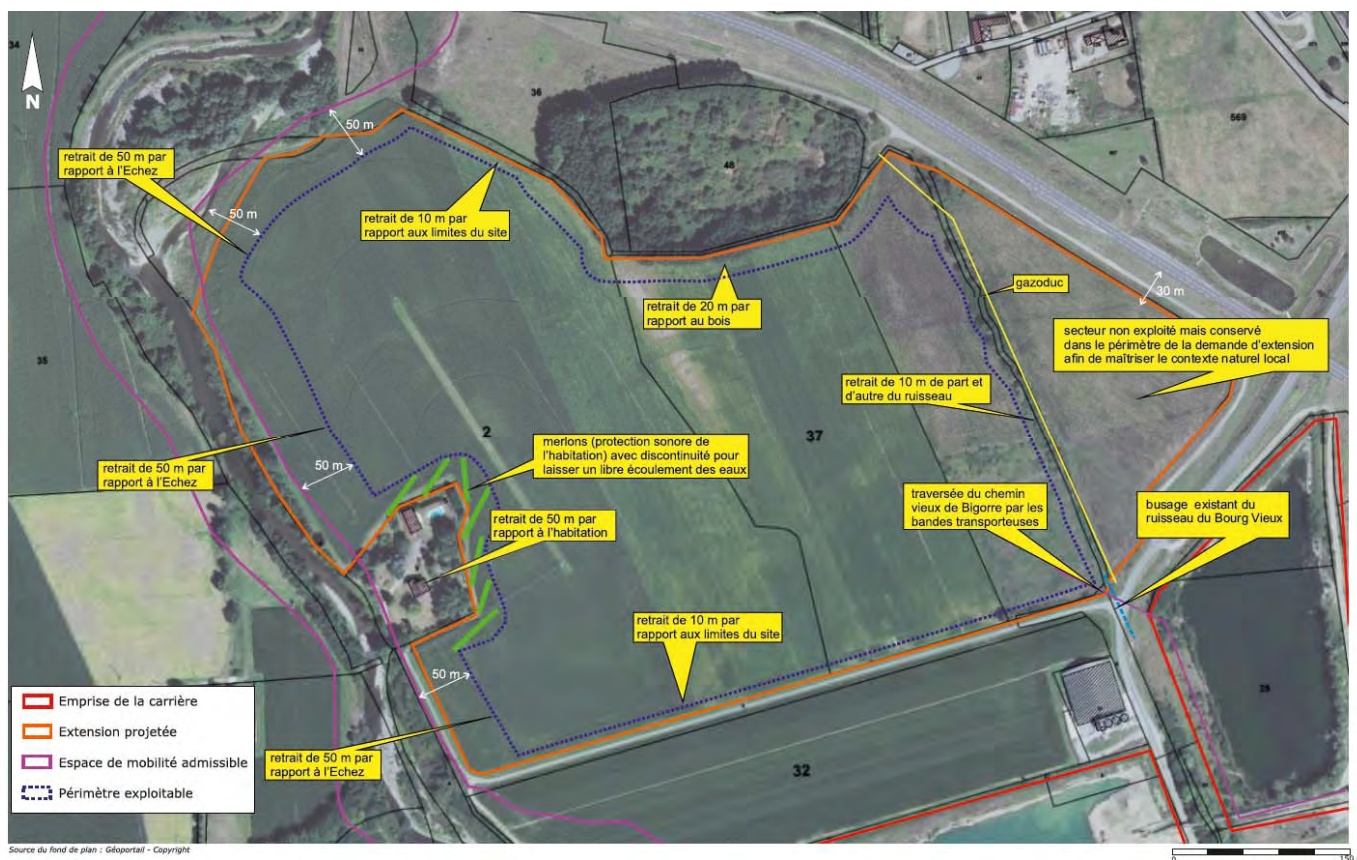 34
36
N
50 m
retrait de 50 m par
rapport à l'Echez
48
569
50 m
retrait de 10 m par
rapport aux limites du site
gazoduc
30 m
retrait de 20 m par
rapport au bois
secteur non exploité mais conservé
dans le périmètre de la demande d'extension
afin de maîtriser le contexte naturel local
35
retrait de 10 m de part et
d'autre du ruisseau
2
37
merlons (protection sonore de
l'habitation) avec discontinuité pour
laisser un libre écoulement des eaux
retrait de 50 m par
rapport à l'Echez
50 m
traversée du chemin
vieux de Bigorre par les
bandes transporteuses
busage existant du
ruisseau du Bourg Vieux
retrait de 50 m par
rapport à l'habitation
retrait de 10 m par
rapport aux limites du site
50 m
Emprise de la carrière
Extension projetée
Espace de mobilité admissible
Périmètre exploitable
retrait de 50 m par
rapport à l'Echez
32
Source du fond de plan : Géoportail - Copyright
0
150